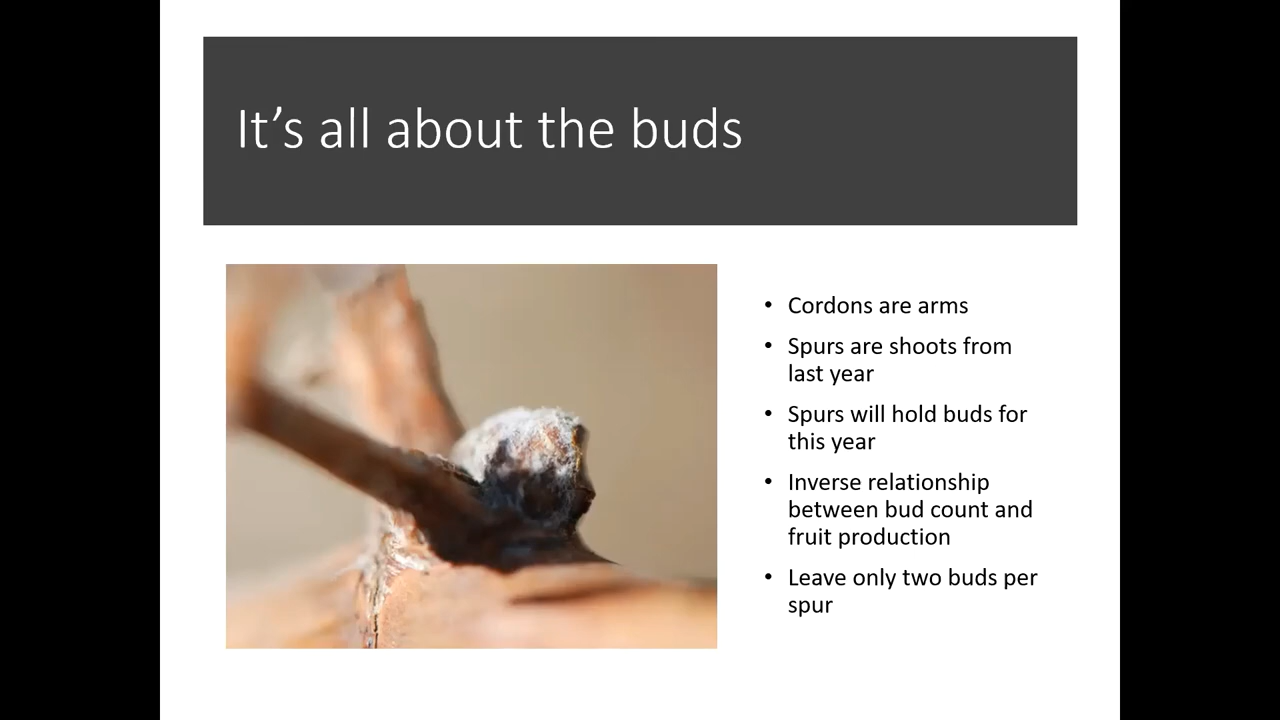 It’s all about the buds
• Cordons are arms
• Spurs are shoots from
last year
• Spurs will hold buds for
this year
• Inverse relationship
between bud count and
fruit production
• Leave only two buds per
spur